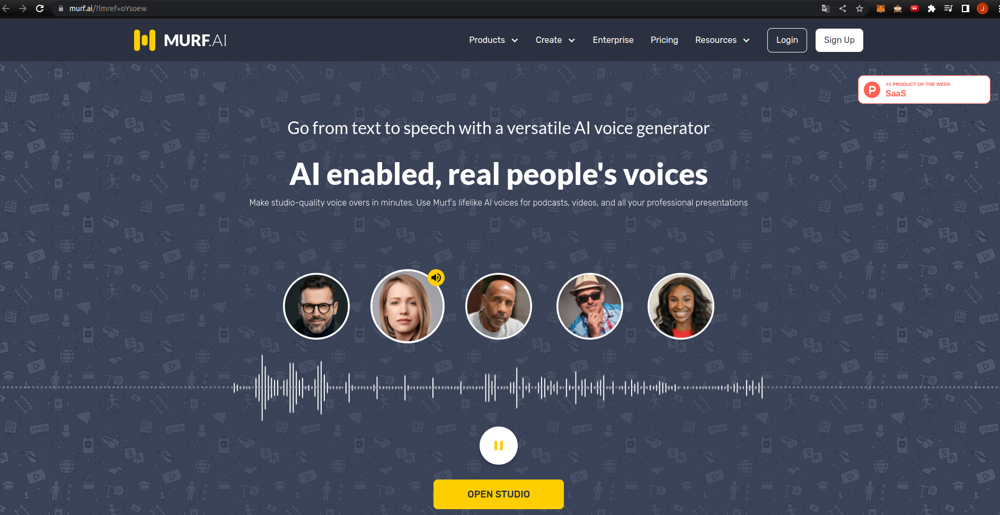 murf.ai/?lmref=oYsoew
J
MURF.AI
Products
Create
Enterprise
Pricing
Resources
Login
Sign Up
#1 PRODUCT OF THE WEEK
P
SaaS
Go from text to speech with a versatile AI voice generator
AI enabled, real people's voices
Make studio-quality voice overs in minutes. Use Murf's lifelike AI voices for podcasts, videos, and all your professional presentations
OPEN STUDIO